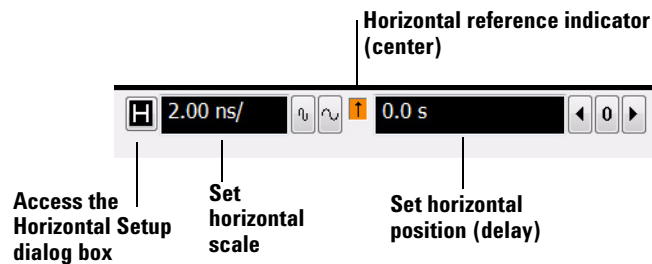 Horizontal reference indicator
(center)
H
2.00 ns/
↑
0.0 s
0
Access the
Horizontal Setup
dialog box
Set
horizontal
scale
Set horizontal
position (delay)